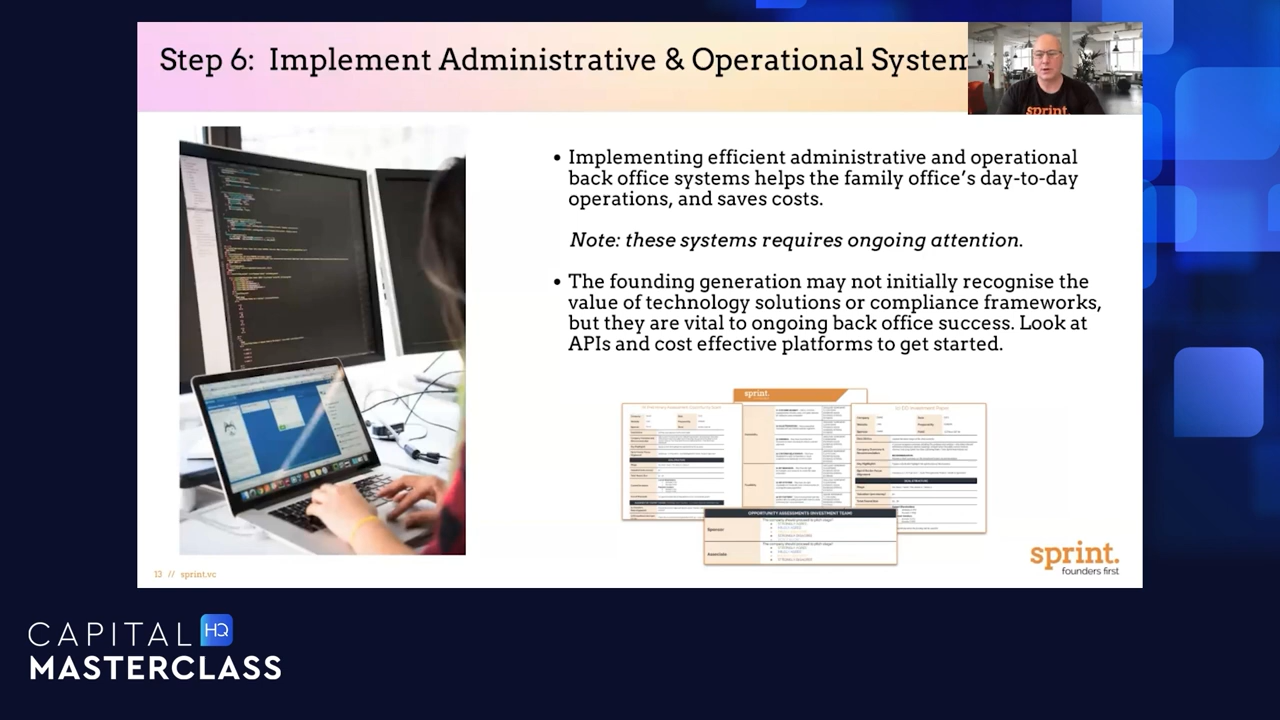 Step 6:  Implement Administrative & Operational System
sprint.
• Implementing efficient administrative and operational
back office systems helps the family office’s day-to-day
operations, and saves costs.
Note: these systems requires ongoing attention.
• The founding generation may not initially recognise the
value of technology solutions or compliance frameworks,
but they are vital to ongoing back office success. Look at
APIs and cost effective platforms to get started.
sprint.
OPPORTUNITY ASSESSMENTS (INVESTMENT TEAM)
Sponsor
Associate
sprint.
founders first
13 // sprint.vc
CAPITAL HQ
MASTERCLASS